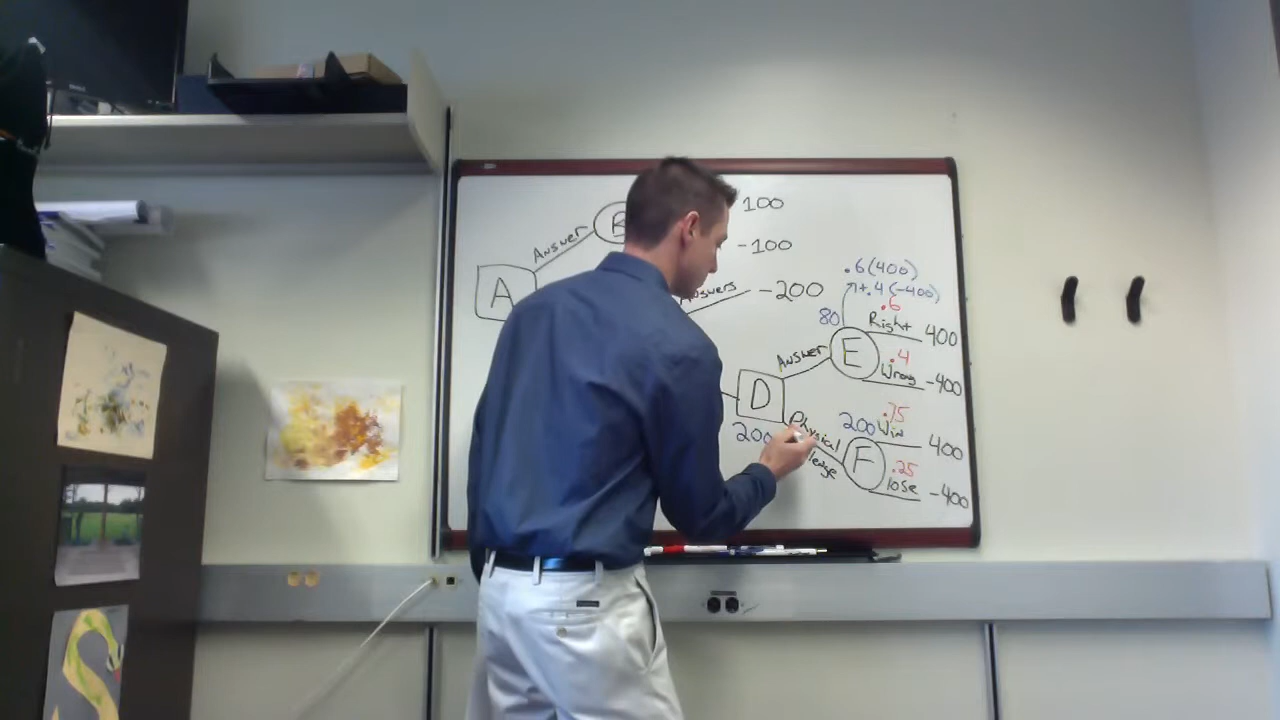 100
B
Answer
-100
A
Answers -200
.6(400)
+.4(-400)
.6
80
Right 400
Answer E
.4
Wrong -400
D
200
Physical
200
.75
Win 400
F
.25
lose -400